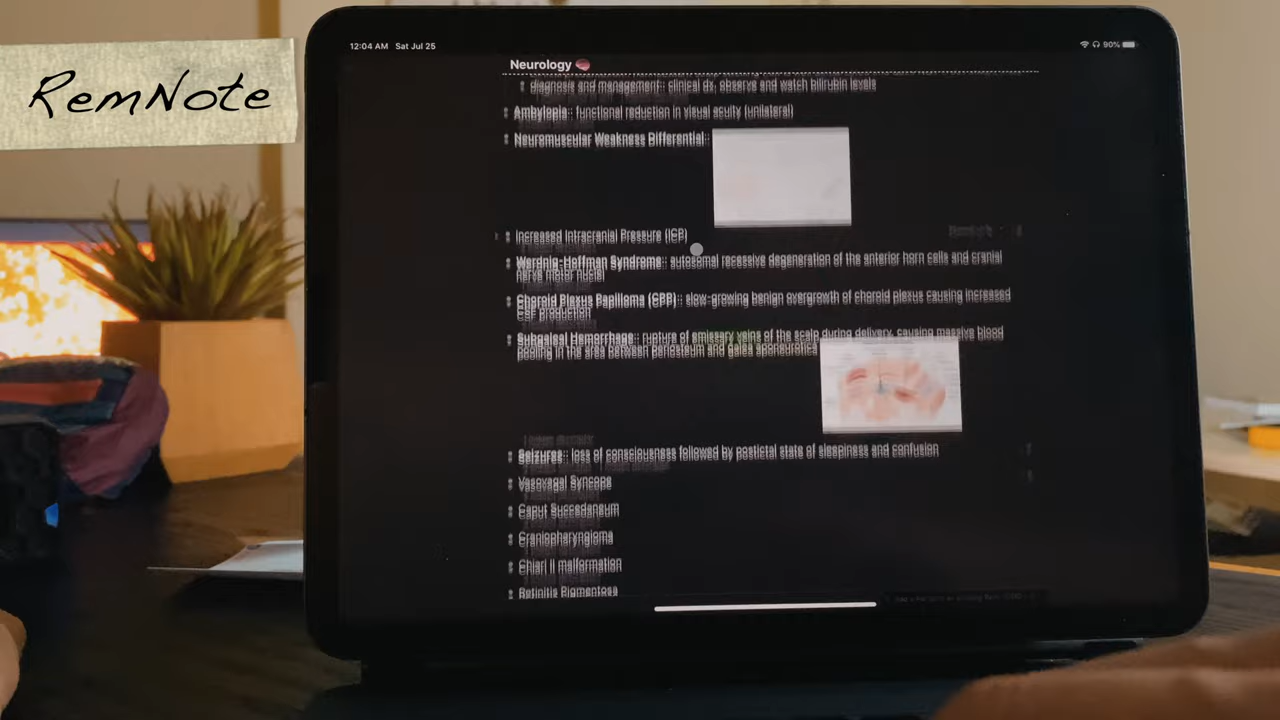 12:04 AM Sat Jul 25
90%
RemNote
Neurology
diagnosis and management:: clinical dx, observe and watch bilirubin levels
Amblyopia:: functional reduction in visual acuity (unilateral)
Neuromuscular Weakness Differential::
Increased Intracranial Pressure (ICP)
Werdnig-Hoffman Syndrome:: autosomal recessive degeneration of the anterior horn cells and cranial
nerve motor nuclei
Choroid Plexus Papilloma (CPP):: slow-growing benign overgrowth of choroid plexus causing increased
CSF production
Subgaleal Hemorrhage:: rupture of emissary veins of the scalp during delivery, causing massive blood
pooling in the area between periosteum and galea aponeurotica
Seizures:: loss of consciousness followed by postictal state of sleepiness and confusion
Vasovagal Syncope
Caput Succedaneum
Craniopharyngioma
Chiari II malformation
Retinitis Pigmentosa